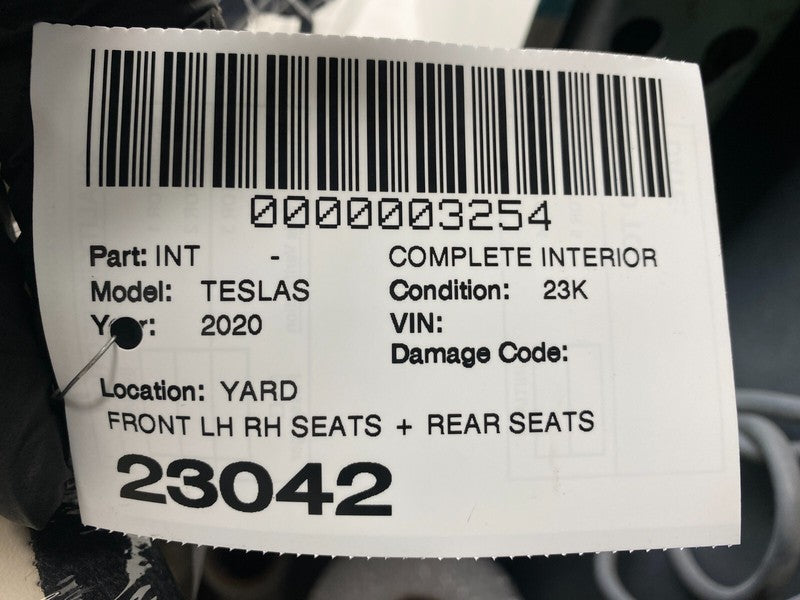 0000003254
Part: INT - COMPLETE INTERIOR
Model: TESLAS Condition: 23K
Year: 2020 VIN:
Damage Code:
Location: YARD
FRONT LH RH SEATS + REAR SEATS
23042